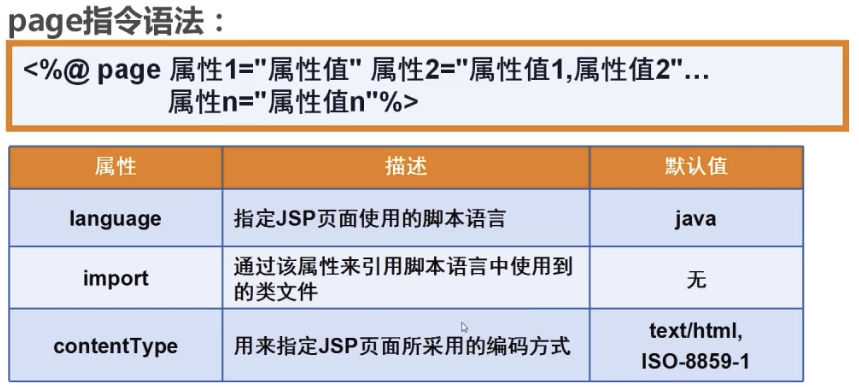 page指令语法：
<%@ page 属性1="属性值" 属性2="属性值1,属性值2"...
属性n="属性值n"%>
属性 描述 默认值
language 指定JSP页面使用的脚本语言 java
import 通过该属性来引用脚本语言中使用到的类文件 无
contentType 用来指定JSP页面所采用的编码方式 text/html,
ISO-8859-1